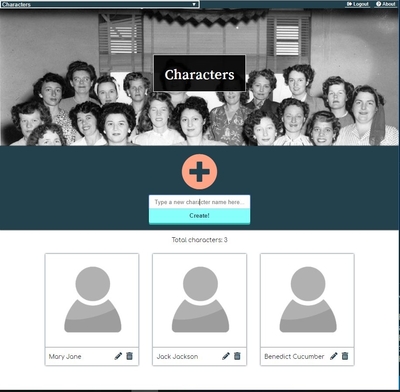 Characters
Logout
About
Characters
Type a new character name here...
Create!
Total characters: 3
Mary Jane
Jack Jackson
Benedict Cucumber